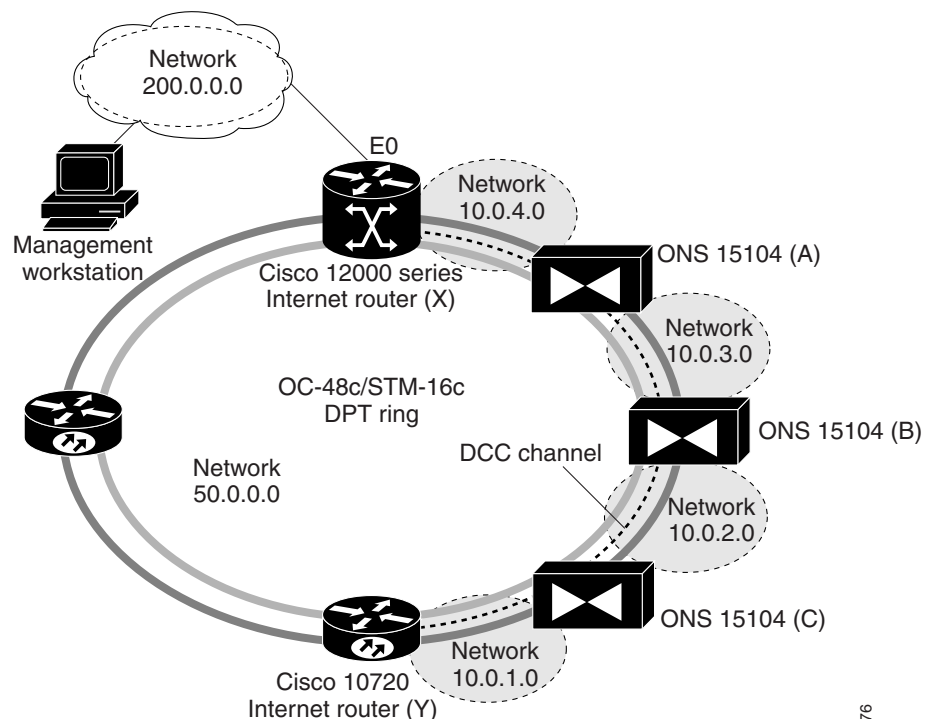 Network
200.0.0.0
E0
Network
10.0.4.0
Management
workstation
Cisco 12000 series
Internet router (X)
ONS 15104 (A)
Network
10.0.3.0
OC-48c/STM-16c
DPT ring
ONS 15104 (B)
DCC channel
Network
50.0.0.0
Network
10.0.2.0
ONS 15104 (C)
Network
10.0.1.0
Cisco 10720
Internet router (Y)
76